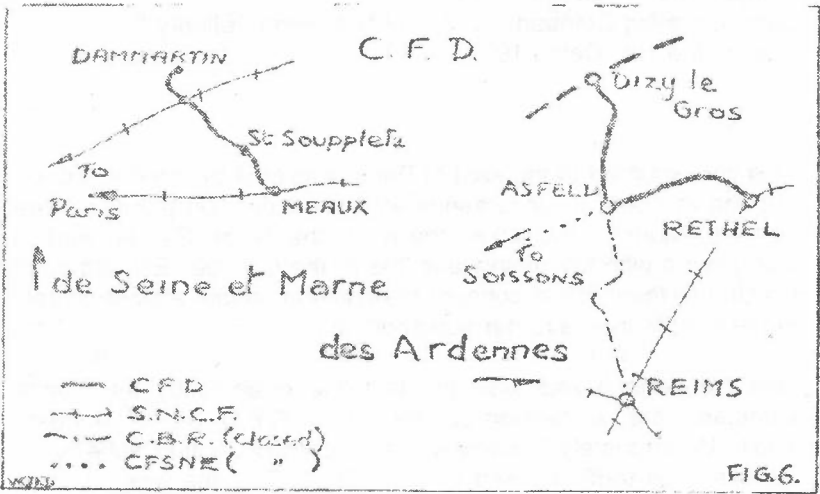 C.F.D.
DAMMARTIN
St Souppletz
To
Paris
MEAUX
de Seine et Marne
Dizy le
Gros
ASFELD
RETHEL
To
SOISSONS
des Ardennes
REIMS
CFD
S.N.C.F.
C.B.R. (closed)
CFSNE ( " )
FIG.6.